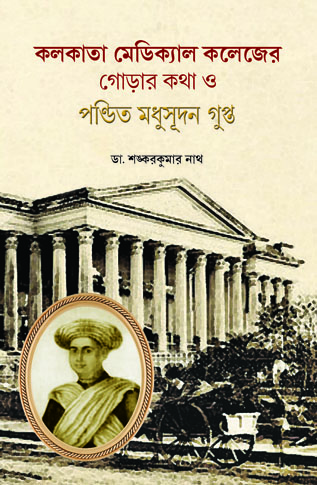 কলকাতা মেডিক্যাল কলেজের
গোড়ার কথা ও
পণ্ডিত মধুসূদন গুপ্ত
ডা. শঙ্করকুমার নাথ